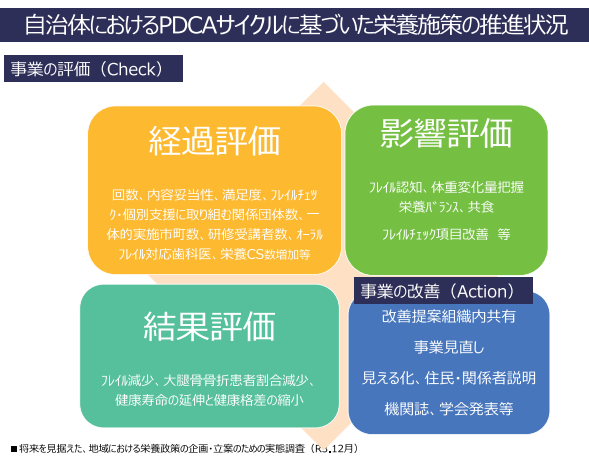 自治体におけるPDCAサイクルに基づいた栄養施策の推進状況
事業の評価（Check）
経過評価
回数、内容妥当性、満足度、ﾌﾚｲﾙﾁｪｯ
ｸ・個別支援に取り組む関係団体数、一
体的実施市町数、研修受講者数、ｵｰﾗﾙ
ﾌﾚｲﾙ対応歯科医、栄養CS数増加等
影響評価
ﾌﾚｲﾙ認知、体重変化量把握
栄養ﾊﾞﾗﾝｽ、共食
ﾌﾚｲﾙﾁｪｯｸ項目改善 等
結果評価
ﾌﾚｲﾙ減少、大腿骨骨折患者割合減少、
健康寿命の延伸と健康格差の縮小
事業の改善（Action）
改善提案組織内共有
事業見直し
見える化、住民・関係者説明
機関誌、学会発表等
■将来を見据えた、地域における栄養政策の企画・立案のための実態調査（R3.12月）